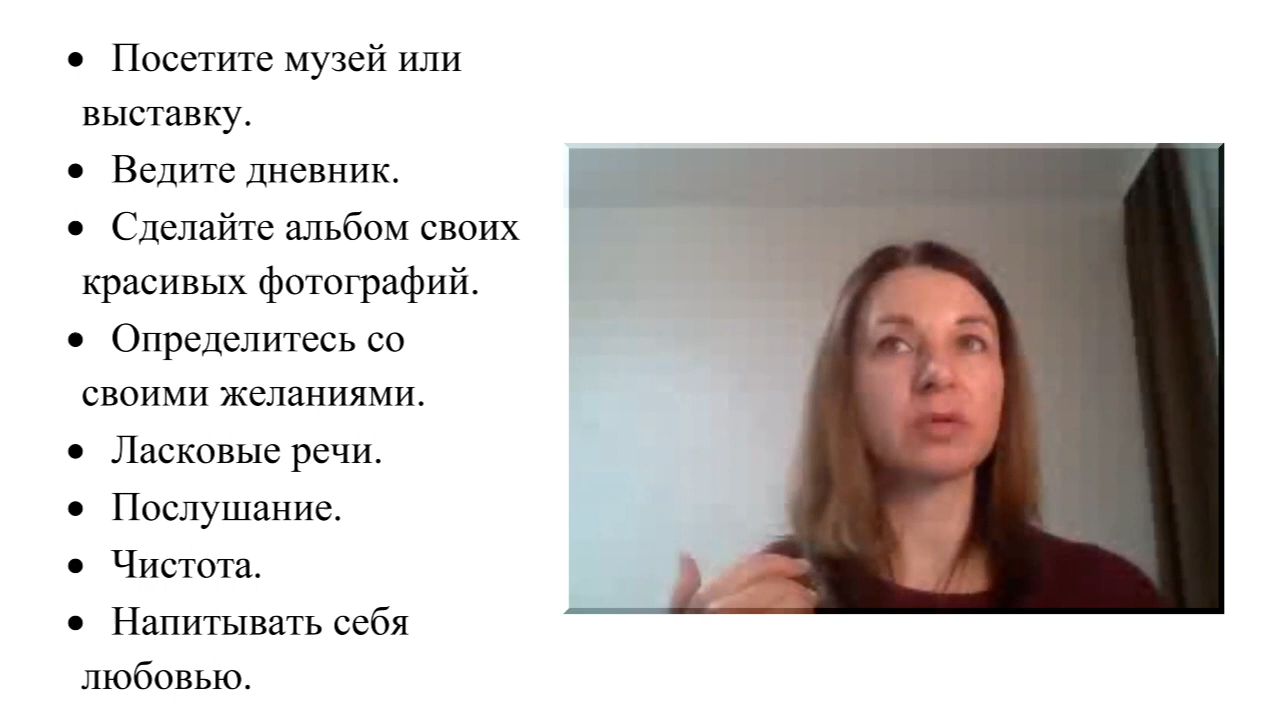 • Посетите музей или
выставку.
• Ведите дневник.
• Сделайте альбом своих
красивых фотографий.
• Определитесь со
своими желаниями.
• Ласковые речи.
• Послушание.
• Чистота.
• Напитывать себя
любовью.